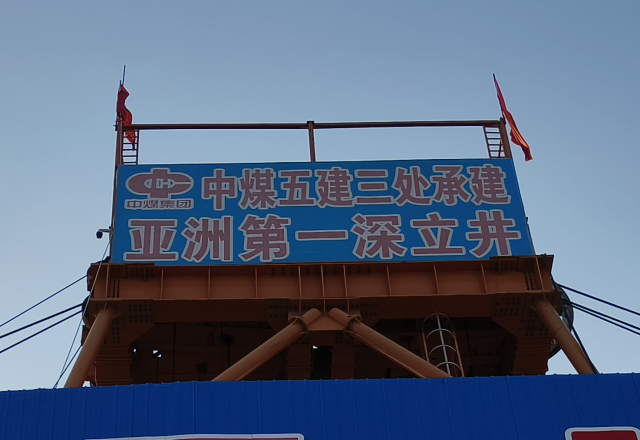 中煤集团
中煤五建三处承建
亚洲第一深立井